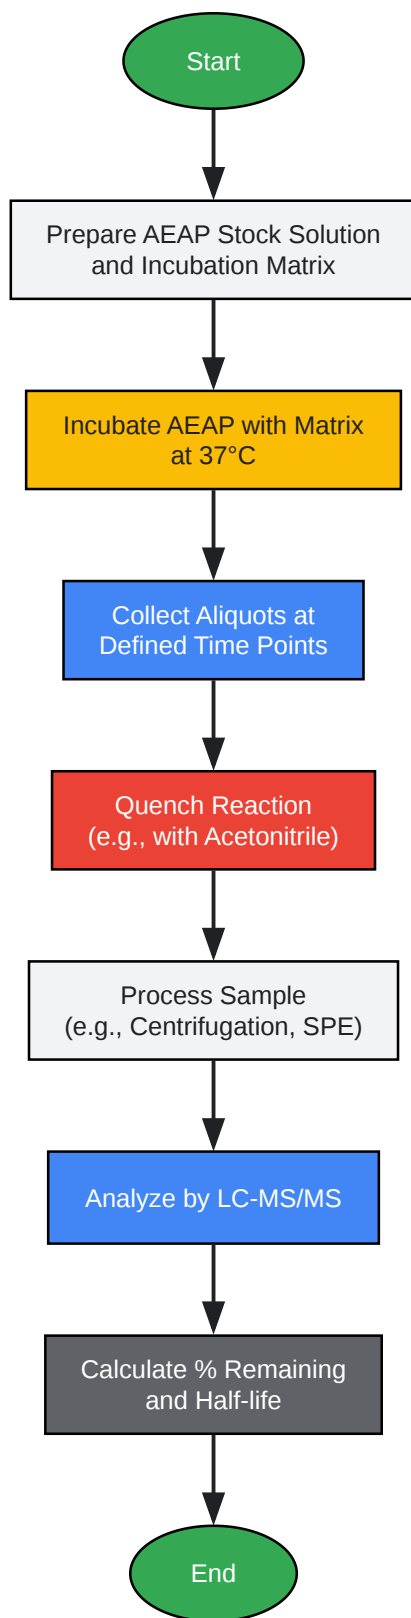 Start
Prepare AEAP Stock Solution
and Incubation Matrix
Incubate AEAP with Matrix
at 37°C
Collect Aliquots at
Defined Time Points
Quench Reaction
(e.g., with Acetonitrile)
Process Sample
(e.g., Centrifugation, SPE)
Analyze by LC-MS/MS
Calculate % Remaining
and Half-life
End